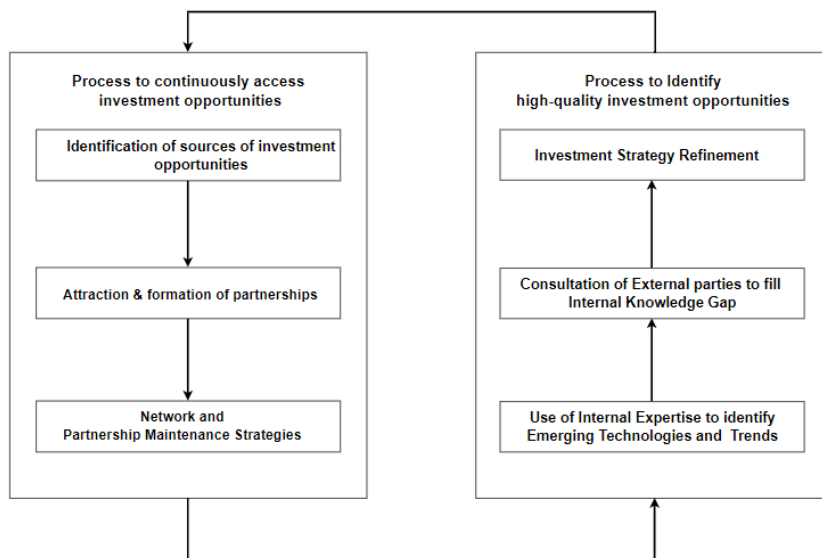 Process to continuously access
investment opportunities
Identification of sources of investment
opportunities
Attraction & formation of partnerships
Network and
Partnership Maintenance Strategies
Process to Identify
high-quality investment opportunities
Investment Strategy Refinement
Consultation of External parties to fill
Internal Knowledge Gap
Use of Internal Expertise to identify
Emerging Technologies and Trends